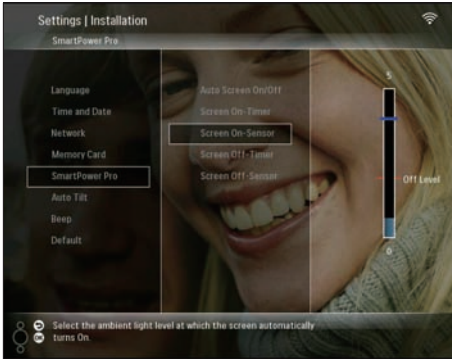 Settings | Installation
SmartPower Pro
Language
Time and Date
Network
Memory Card
SmartPower Pro
Auto Tilt
Beep
Default
Auto Screen On/Off
Screen On-Timer
Screen On-Sensor
Screen Off-Timer
Screen Off-Sensor
5
Off Level
0
Select the ambient light level at which the screen automatically
OK turns On.